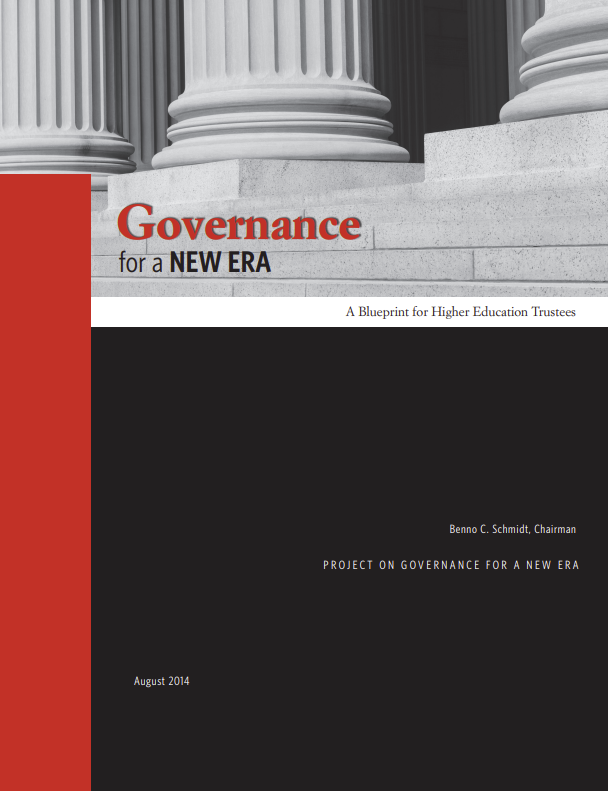 Governance
for a NEW ERA
A Blueprint for Higher Education Trustees
Benno C. Schmidt, Chairman
PROJECT ON GOVERNANCE FOR A NEW ERA
August 2014